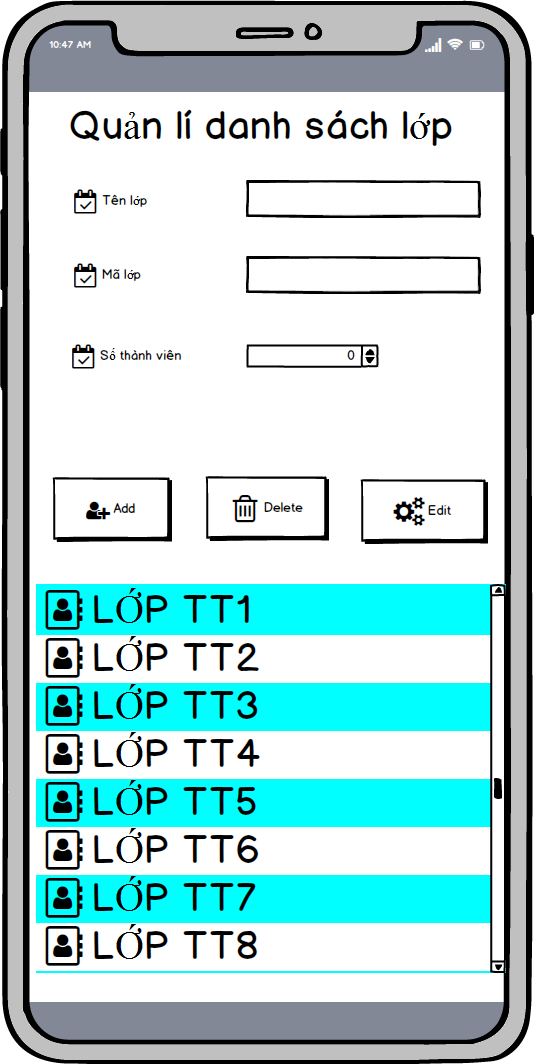 10:47 AM
Quản lí danh sách lớp
Tên lớp
Mã lớp
Số thành viên
0
Add
Delete
Edit
LỚP TT1
LỚP TT2
LỚP TT3
LỚP TT4
LỚP TT5
LỚP TT6
LỚP TT7
LỚP TT8